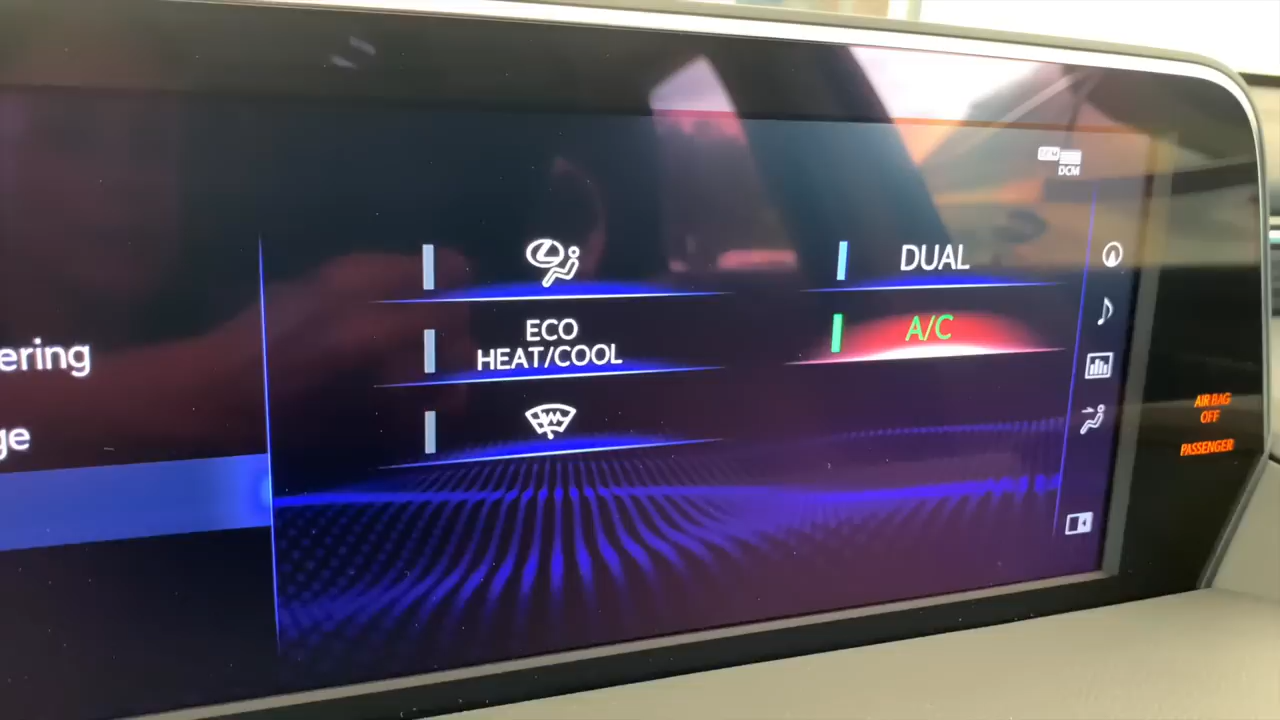 DCM
DUAL
ECO
HEAT/COOL
A/C
ering
ge
AIR BAG
OFF
PASSENGER